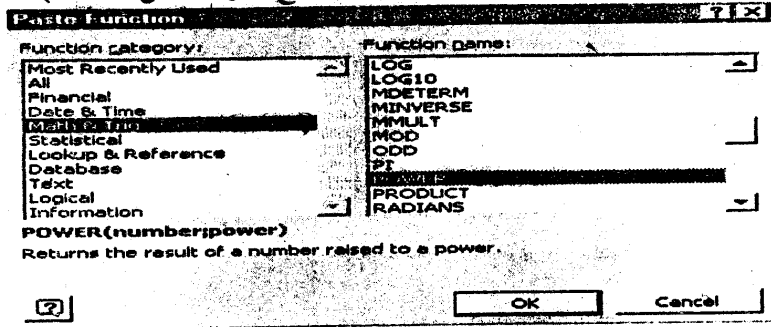 Paste Function
Function category:
Most Recently Used
All
Financial
Date & Time
Math & Trig
Statistical
Lookup & Reference
Database
Text
Logical
Information
Function name:
LOG
LOG10
MDETERM
MINVERSE
MMULT
MOD
ODD
PI
POWER
PRODUCT
RADIANS
POWER(number;power)
Returns the result of a number raised to a power.
OK
Cancel